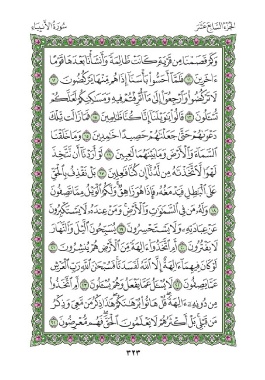 الجزء السابع عشر
سورة الأنبياء
وَكَمْ قَصَمْنَا مِن قَرْيَةٍ كَانَتْ ظَالِمَةً وَأَنشَأْنَا بَعْدَهَا قَوْمًا
ءَاخَرِينَ ١١ فَلَمَّآ أَحَسُّوا۟ بَأْسَنَآ إِذَا هُم مِّنْهَا يَرْكُضُونَ ١٢
لَا تَرْكُضُوا۟ وَٱرْجِعُوٓا۟ إِلَىٰ مَآ أُتْرِفْتُمْ فِيهِ وَمَسَـٰكِنِكُمْ لَعَلَّكُمْ
تُسْـَٔلُونَ ١٣ قَالُوا۟ يَـٰوَيْلَنَآ إِنَّا كُنَّا ظَـٰلِمِينَ ١٤ فَمَا زَالَت تِّلْكَ
دَعْوَىٰهُمْ حَتَّىٰ جَعَلْنَـٰهُمْ حَصِيدًا خَـٰمِدِينَ ١٥ وَمَا خَلَقْنَا
ٱلسَّمَآءَ وَٱلْأَرْضَ وَمَا بَيْنَهُمَا لَـٰعِبِينَ ١٦ لَوْ أَرَدْنَآ أَن نَّتَّخِذَ
لَهْوًا لَّٱتَّخَذْنَـٰهُ مِن لَّدُنَّآ إِن كُنَّا فَـٰعِلِينَ ١٧ بَلْ نَقْذِفُ بِٱلْحَقِّ
عَلَى ٱلْبَـٰطِلِ فَيَدْمَغُهُۥ فَإِذَا هُوَ زَاهِقٌ وَلَكُمُ ٱلْوَيْلُ مِمَّا تَصِفُونَ
١٨ وَلَهُۥ مَن فِى ٱلسَّمَـٰوَٰتِ وَٱلْأَرْضِ وَمَنْ عِندَهُۥ لَا يَسْتَكْبِرُونَ
عَنْ عِبَادَتِهِۦ وَلَا يَسْتَحْسِرُونَ ١٩ يُسَبِّحُونَ ٱلَّيْلَ وَٱلنَّهَارَ
لَا يَفْتُرُونَ ٢٠ أَمِ ٱتَّخَذُوٓا۟ ءَالِهَةً مِّنَ ٱلْأَرْضِ هُمْ يُنشِرُونَ ٢١
لَوْ كَانَ فِيهِمَآ ءَالِهَةٌ إِلَّا ٱللَّهُ لَفَسَدَتَا فَسُبْحَـٰنَ ٱللَّهِ رَبِّ ٱلْعَرْشِ
عَمَّا يَصِفُونَ ٢٢ لَا يُسْـَٔلُ عَمَّا يَفْعَلُ وَهُمْ يُسْـَٔلُونَ ٢٣ أَمِ ٱتَّخَذُوا۟
مِن دُونِهِۦٓ ءَالِهَةً قُلْ هَاتُوا۟ بُرْهَـٰنَكُمْ هَـٰذَا ذِكْرُ مَن مَّعِىَ وَذِكْرُ
مَن قَبْلِى بَلْ أَكْثَرُهُمْ لَا يَعْلَمُونَ ٱلْحَقَّ فَهُم مُّعْرِضُونَ ٢٤
٣٢٣